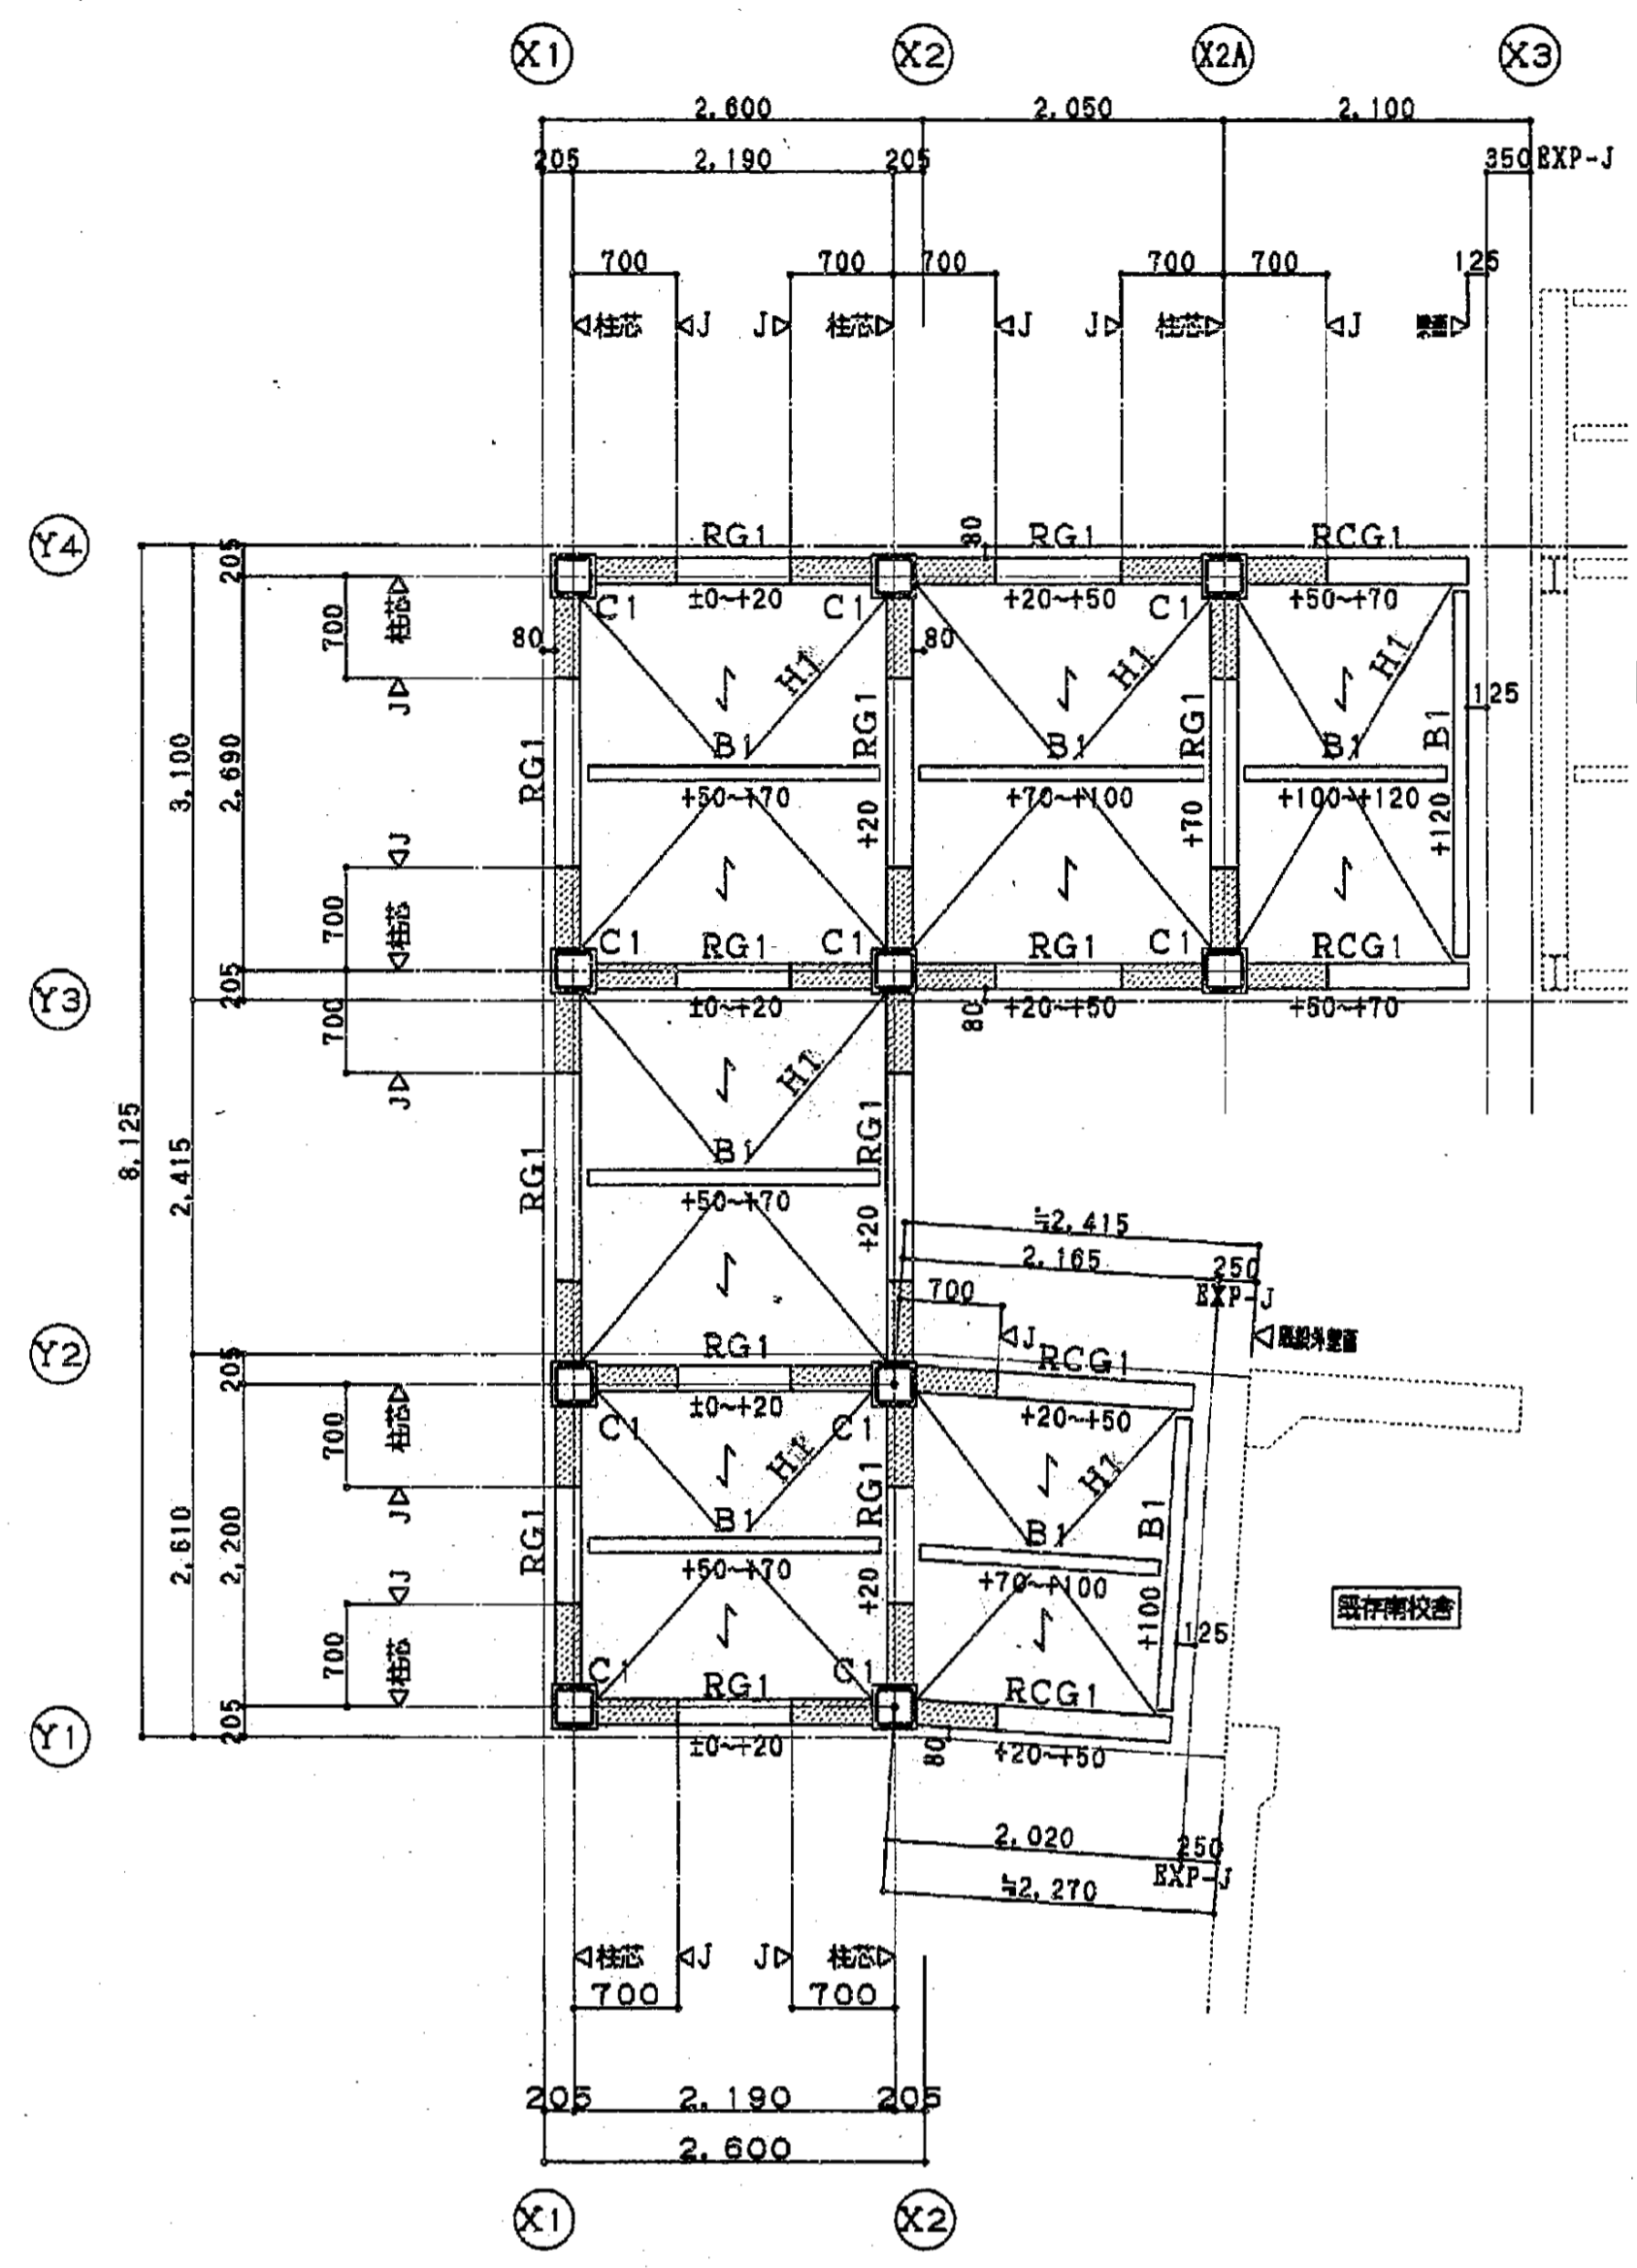 X1 X2 X2A X3
2,600 2,050 2,100
205 2,190 205 350 EXP-J
700 700 700 700 700 125
柱芯 J J 柱芯 J J 柱芯 J
Y4
205 RG1 80 RG1 RCG1
±0~+20 +20~+50 +50~+70
C1 C1 C1
700 柱芯 80 80
H1 H1 H1
J 125
RG1 RG1 RG1 B1
B1 B1 B1
3,100 2,690
+50~+70 +70~+100 +100~+120
+20 +70 +120
J
700 柱芯
C1 RG1 C1 RG1 C1 RCG1
Y3
205 ±0~+20 80 +20~+50 +50~+70
700
H1
J
8,125 2,415
RG1 B1 RG1
+50~+70
+20
≒2,415
2,165 250
EXP-J
700
J
Y2
205 RG1 RCG1
±0~+20 +20~+50
700 柱芯 C1 C1
H1 H1
J
RG1 B1 RG1 B1 B1
2,610 2,200
+50~+70 +20 +70~+100 +100
既存南校舎
J
700 柱芯 125
C1 C1
RG1 RCG1
Y1
205 ±0~+20 80 +20~+50
2,020 250
EXP-J
≒2,270
柱芯 J J 柱芯
700 700
205 2,190 205
2,600
X1 X2